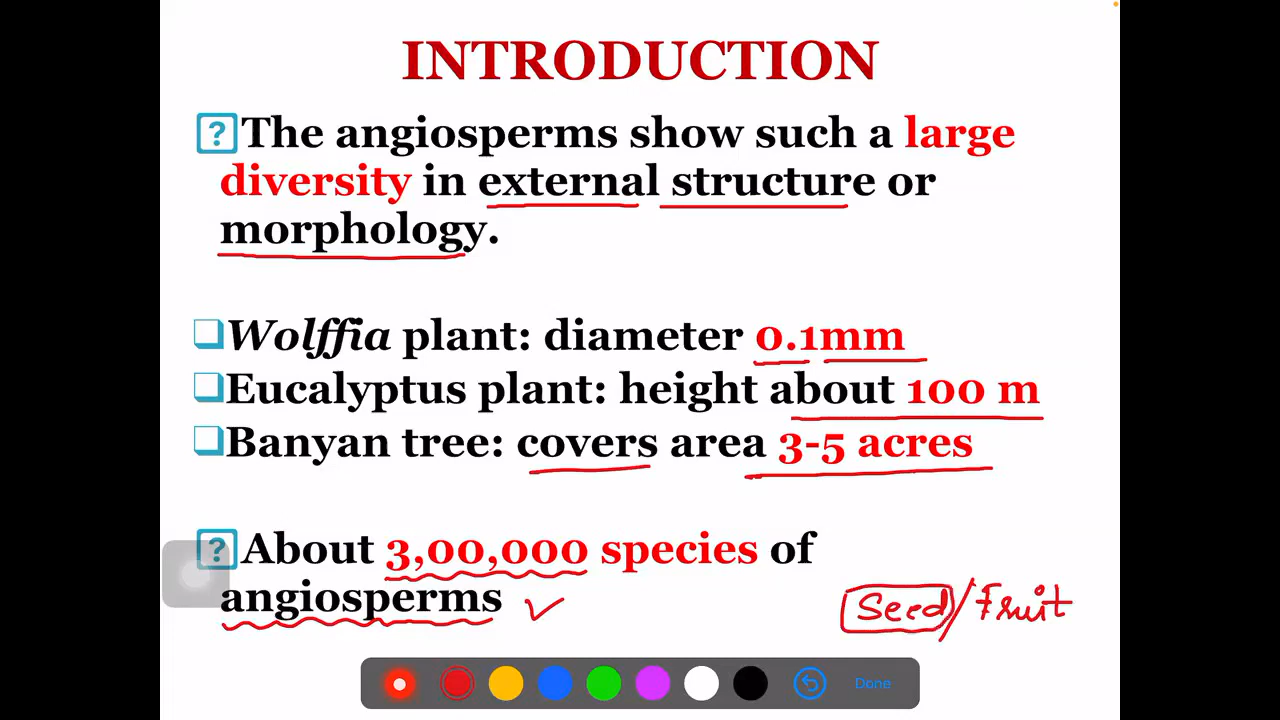 INTRODUCTION
?The angiosperms show such a large
diversity in external structure or
morphology.
❑Wolffia plant: diameter 0.1mm
❑Eucalyptus plant: height about 100 m
❑Banyan tree: covers area 3-5 acres
?About 3,00,000 species of
angiosperms ✓
Seed/Fruit
Done